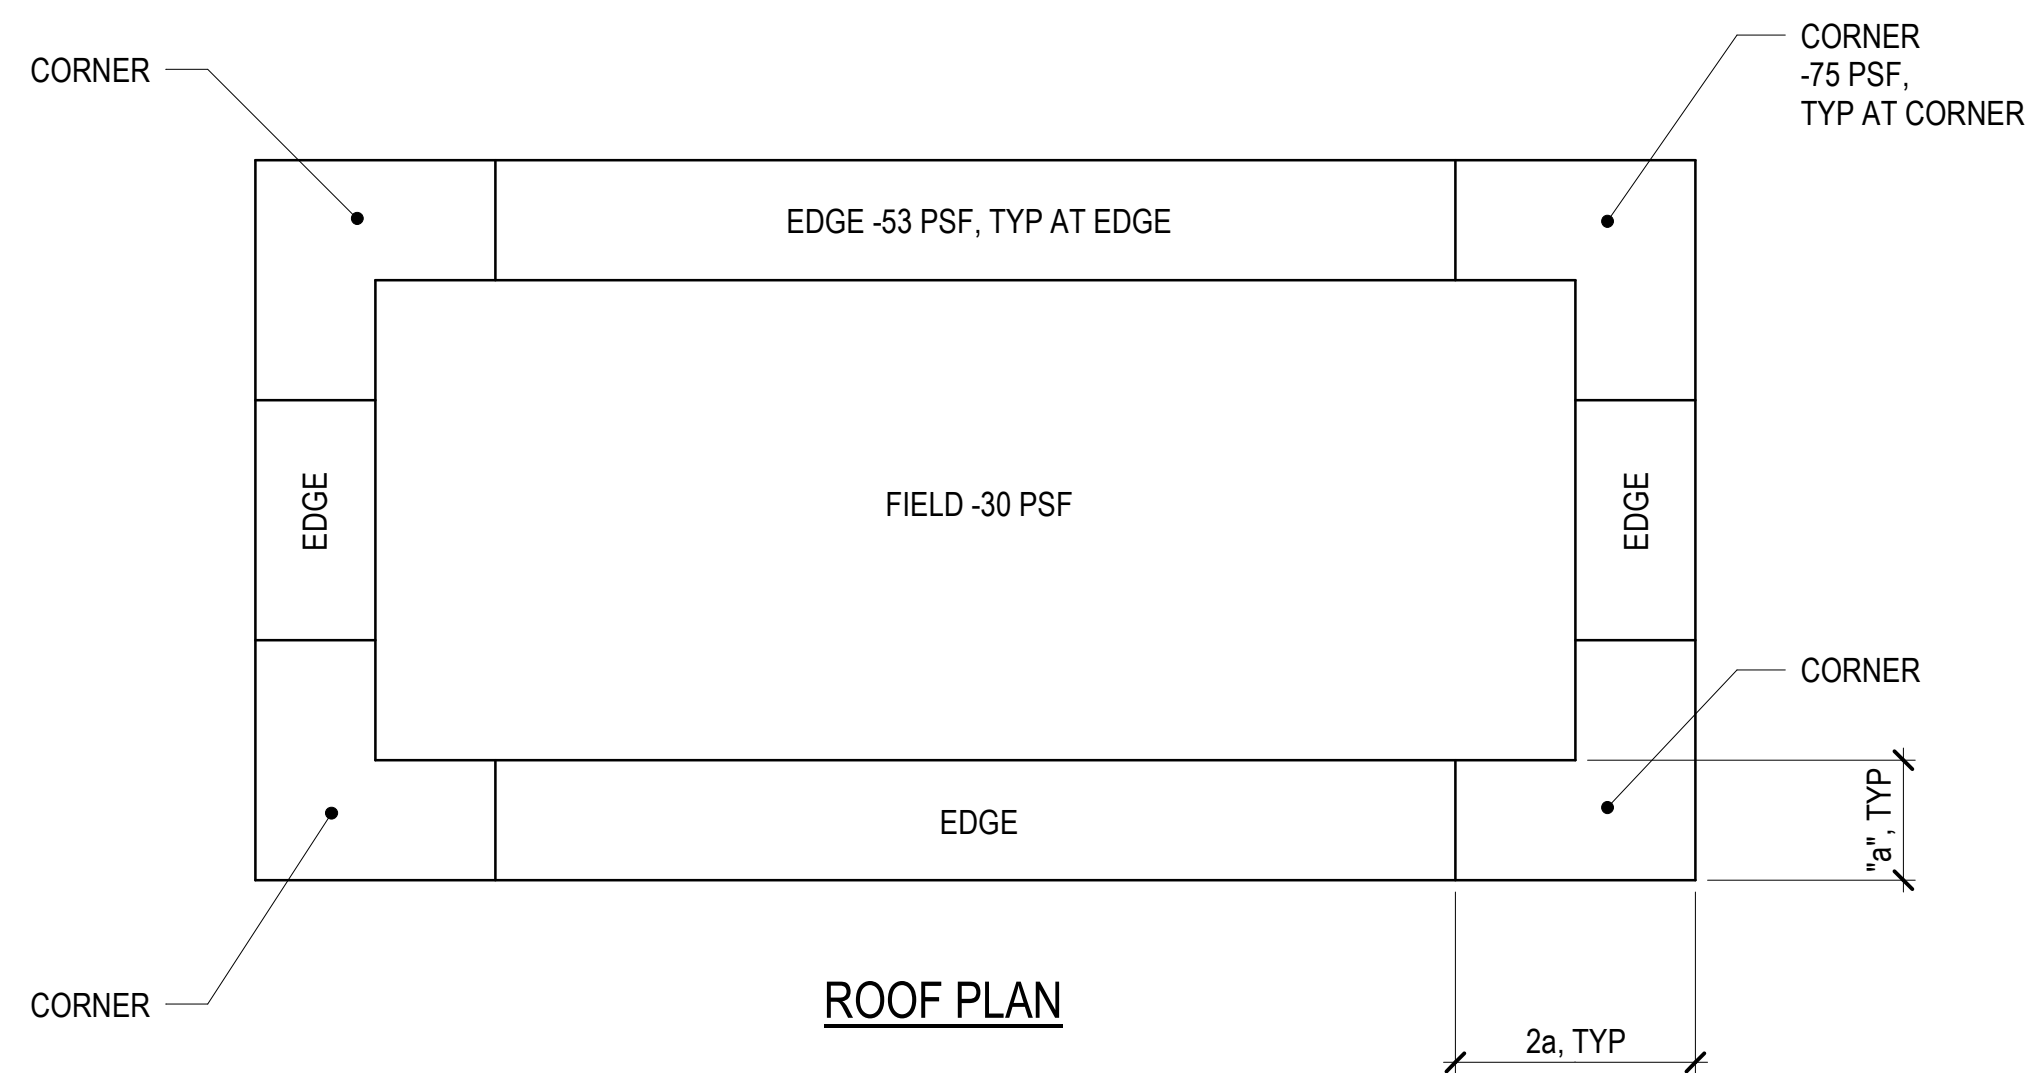 CORNER
-75 PSF,
TYP AT CORNER
CORNER
EDGE -53 PSF, TYP AT EDGE
EDGE
FIELD -30 PSF
EDGE
CORNER
"a", TYP
EDGE
CORNER
ROOF PLAN
2a, TYP